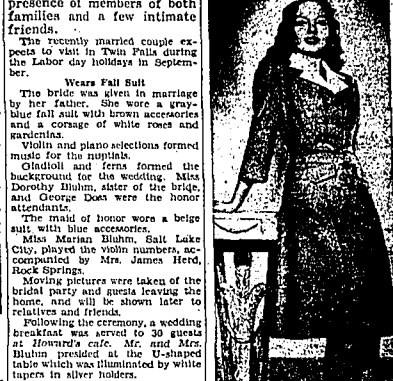 presence of members of both
families and a few intimate
friends.
The recently married couple ex-
pects to visit in Twin Falls during
the Labor day holidays in Septem-
ber.
Wears Fall Suit
The bride was given in marriage
by her father. She wore a gray-
blue fall suit with brown accessories
and a corsage of white roses and
gardenias.
Violin and piano selections formed
music for the nuptials.
Gladioli and ferns formed the
background for the wedding. Miss
Dorothy Bluhm, sister of the bride,
and George Doss were the honor
attendants.
The maid of honor wore a beige
suit with blue accessories.
Miss Marian Bluhm, Salt Lake
City, played the violin numbers, ac-
companied by Mrs. James Herd,
Rock Springs.
Moving pictures were taken of the
bridal party and guests leaving the
home, and will be shown later to
relatives and friends.
Following the ceremony, a wedding
breakfast was served to 30 guests
at Howard's cafe. Mr. and Mrs.
Bluhm presided at the U-shaped
table which was illuminated by white
tapers in silver holders.